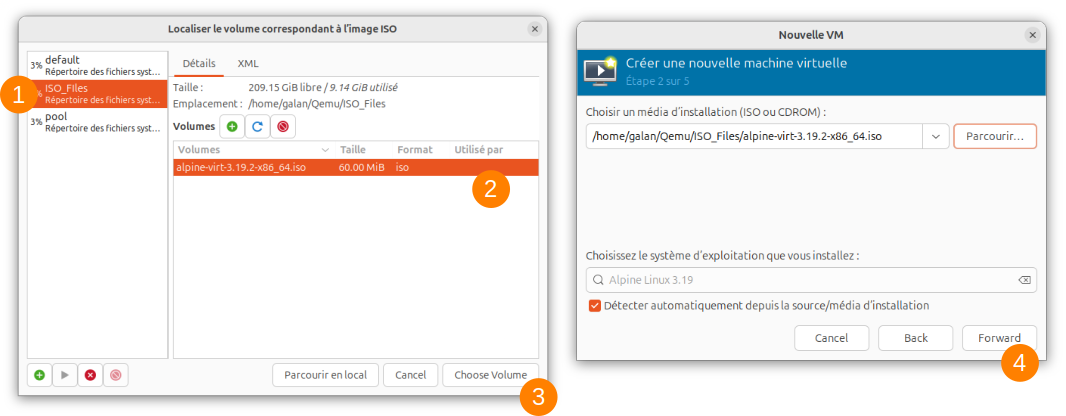 Localiser le volume correspondant à l'image ISO
3% default
Répertoire des fichiers syst…
1
% ISO_Files
Répertoire des fichiers syst…
3% pool
Répertoire des fichiers syst…
Détails XML
Taille : 209.15 GiB libre / 9.14 GiB utilisé
Emplacement : /home/galan/Qemu/ISO_Files
Volumes
Volumes Taille Format Utilisé par
alpine-virt-3.19.2-x86_64.iso 60.00 MiB iso
2
Parcourir en local Cancel Choose Volume
3
Nouvelle VM
Créer une nouvelle machine virtuelle
Étape 2 sur 5
Choisir un média d'installation (ISO ou CDROM) :
/home/galan/Qemu/ISO_Files/alpine-virt-3.19.2-x86_64.iso Parcourir...
Choisissez le système d'exploitation que vous installez :
Alpine Linux 3.19
Détecter automatiquement depuis la source/média d'installation
Cancel Back Forward
4